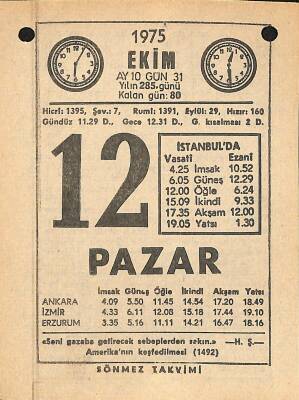 1975
EKİM
AY 10 GÜN 31
Yılın 285. günü
Kalan gün: 80
Hicri: 1395, Şev.: 7, Rumi: 1391, Eylül: 29, Hızır: 160
Gündüz 11.29 D., Gece 12.31 D., G. kısalması 2 D.
12
İSTANBUL'DA
Vasati Ezani
4.25 İmsak 10.52
6.05 Güneş 12.29
12.00 Öğle 6.24
15.09 İkindi 9.33
17.35 Akşam 12.00
19.05 Yatsı 1.30
PAZAR
İmsak Güneş Öğle İkindi Akşam Yatsı
ANKARA 4.09 5.50 11.45 14.54 17.20 18.49
İZMİR 4.33 6.11 12.08 15.18 17.44 19.10
ERZURUM 3.35 5.16 11.11 14.21 16.47 18.16
«Seni gazaba getirecek sebeplerden sakın.» —H. Ş.—
Amerika'nın keşfedilmesi (1492)
SÖNMEZ TAKVİMİ